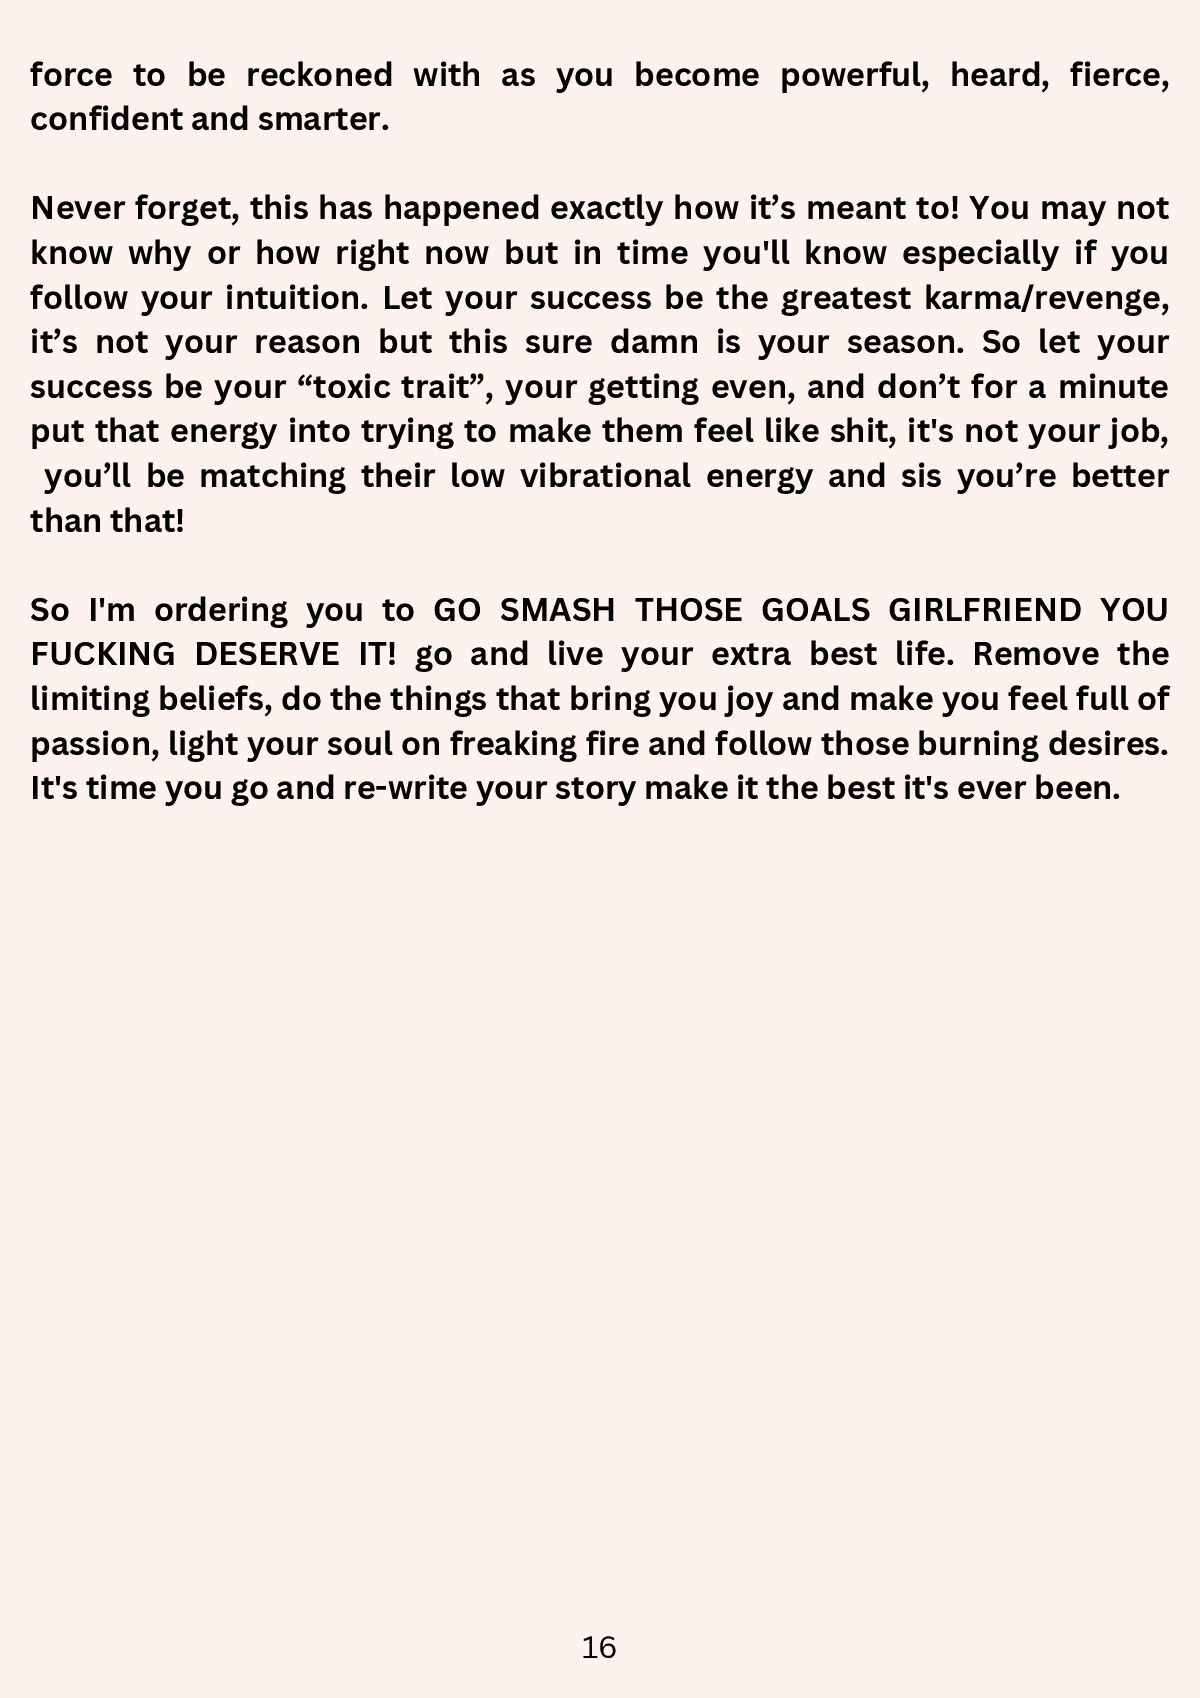 force to be reckoned with as you become powerful, heard, fierce,
confident and smarter.
Never forget, this has happened exactly how it’s meant to! You may not
know why or how right now but in time you'll know especially if you
follow your intuition. Let your success be the greatest karma/revenge,
it’s not your reason but this sure damn is your season. So let your
success be your “toxic trait”, your getting even, and don’t for a minute
put that energy into trying to make them feel like shit, it's not your job,
you’ll be matching their low vibrational energy and sis you’re better
than that!
So I'm ordering you to GO SMASH THOSE GOALS GIRLFRIEND YOU
FUCKING DESERVE IT! go and live your extra best life. Remove the
limiting beliefs, do the things that bring you joy and make you feel full of
passion, light your soul on freaking fire and follow those burning desires.
It's time you go and re-write your story make it the best it's ever been.
16